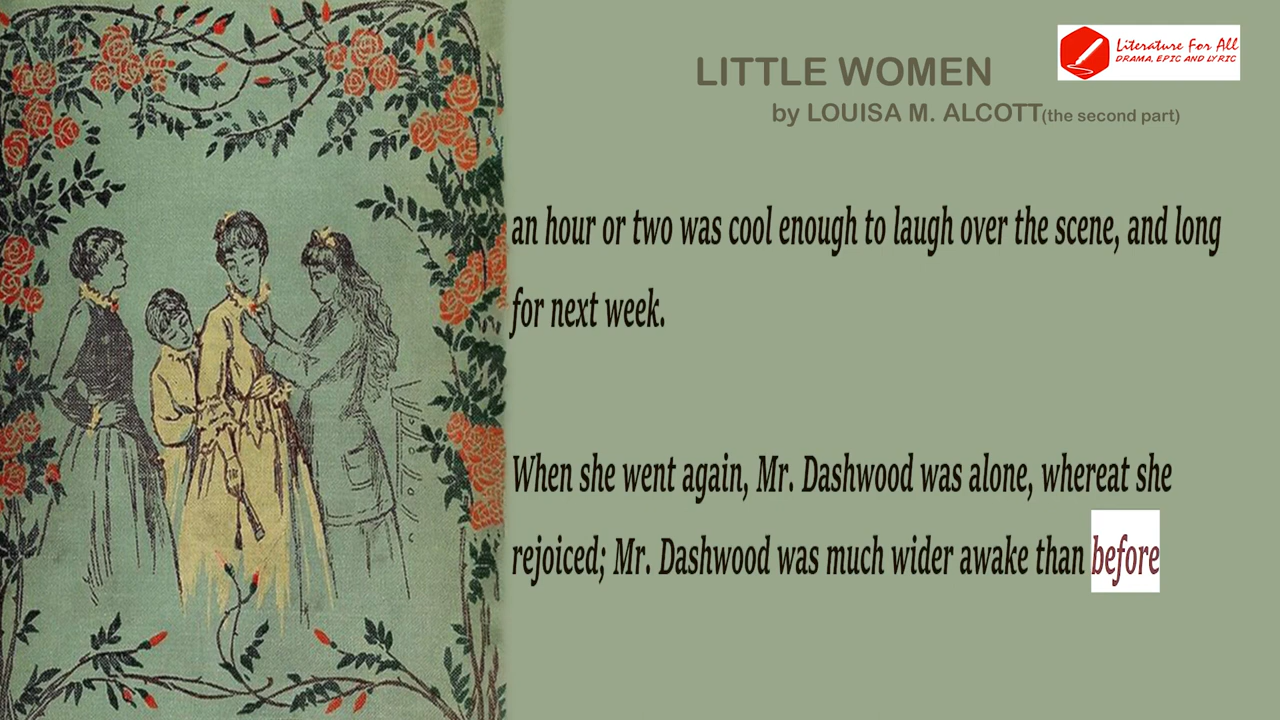 LITTLE WOMEN
Literature For All
DRAMA, EPIC AND LYRIC
by LOUISA M. ALCOTT(the second part)
an hour or two was cool enough to laugh over the scene, and long
for next week.
When she went again, Mr. Dashwood was alone, whereat she
rejoiced; Mr. Dashwood was much wider awake than before